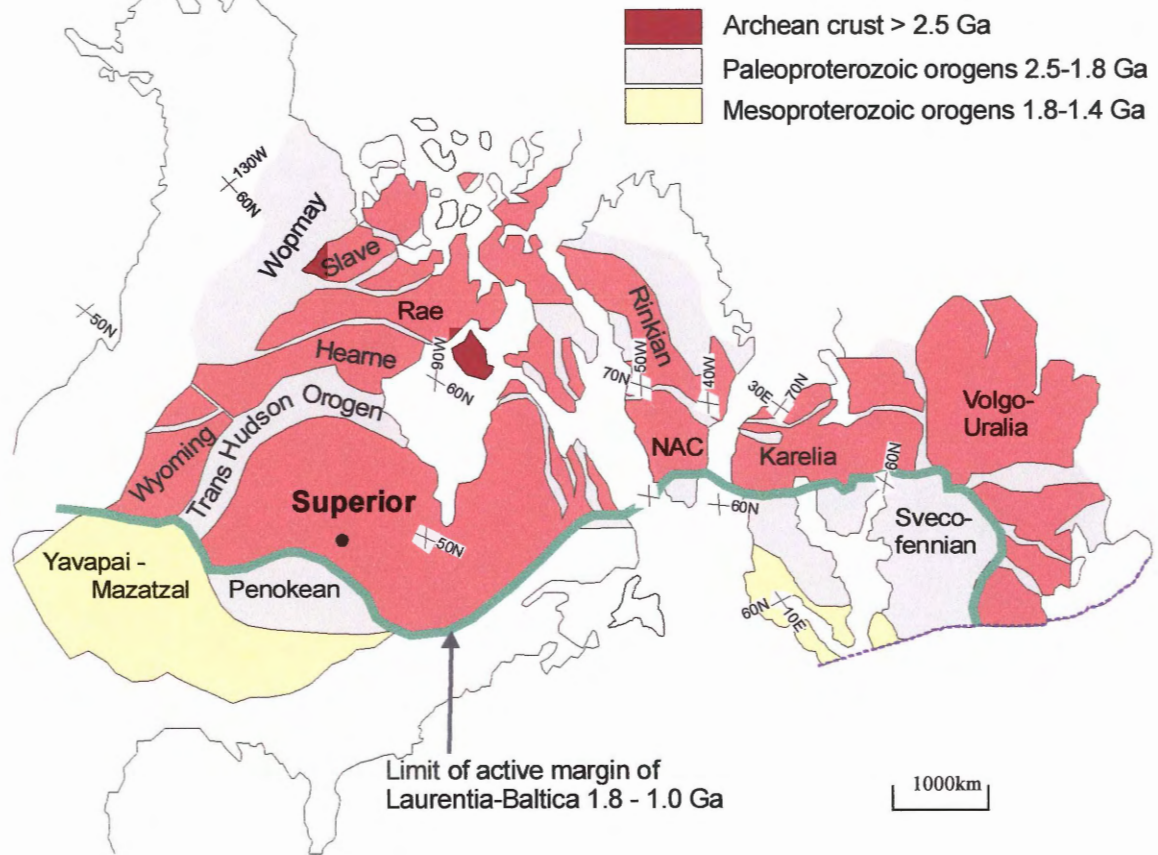 Archean crust > 2.5 Ga
Paleoproterozoic orogens 2.5-1.8 Ga
Mesoproterozoic orogens 1.8-1.4 Ga
130W
60N
Wopmay
Slave
50N
Rae
Hearne
90W
60N
Rinkian
70N
50W
40W
30E
70N
Volgo-
Uralia
Wyoming
Trans Hudson Orogen
NAC
Karelia
60N
Superior
50N
60N
Sveco-
fennian
Yavapai -
Mazatzal
Penokean
60N
10E
Limit of active margin of
Laurentia-Baltica 1.8 - 1.0 Ga
1000km